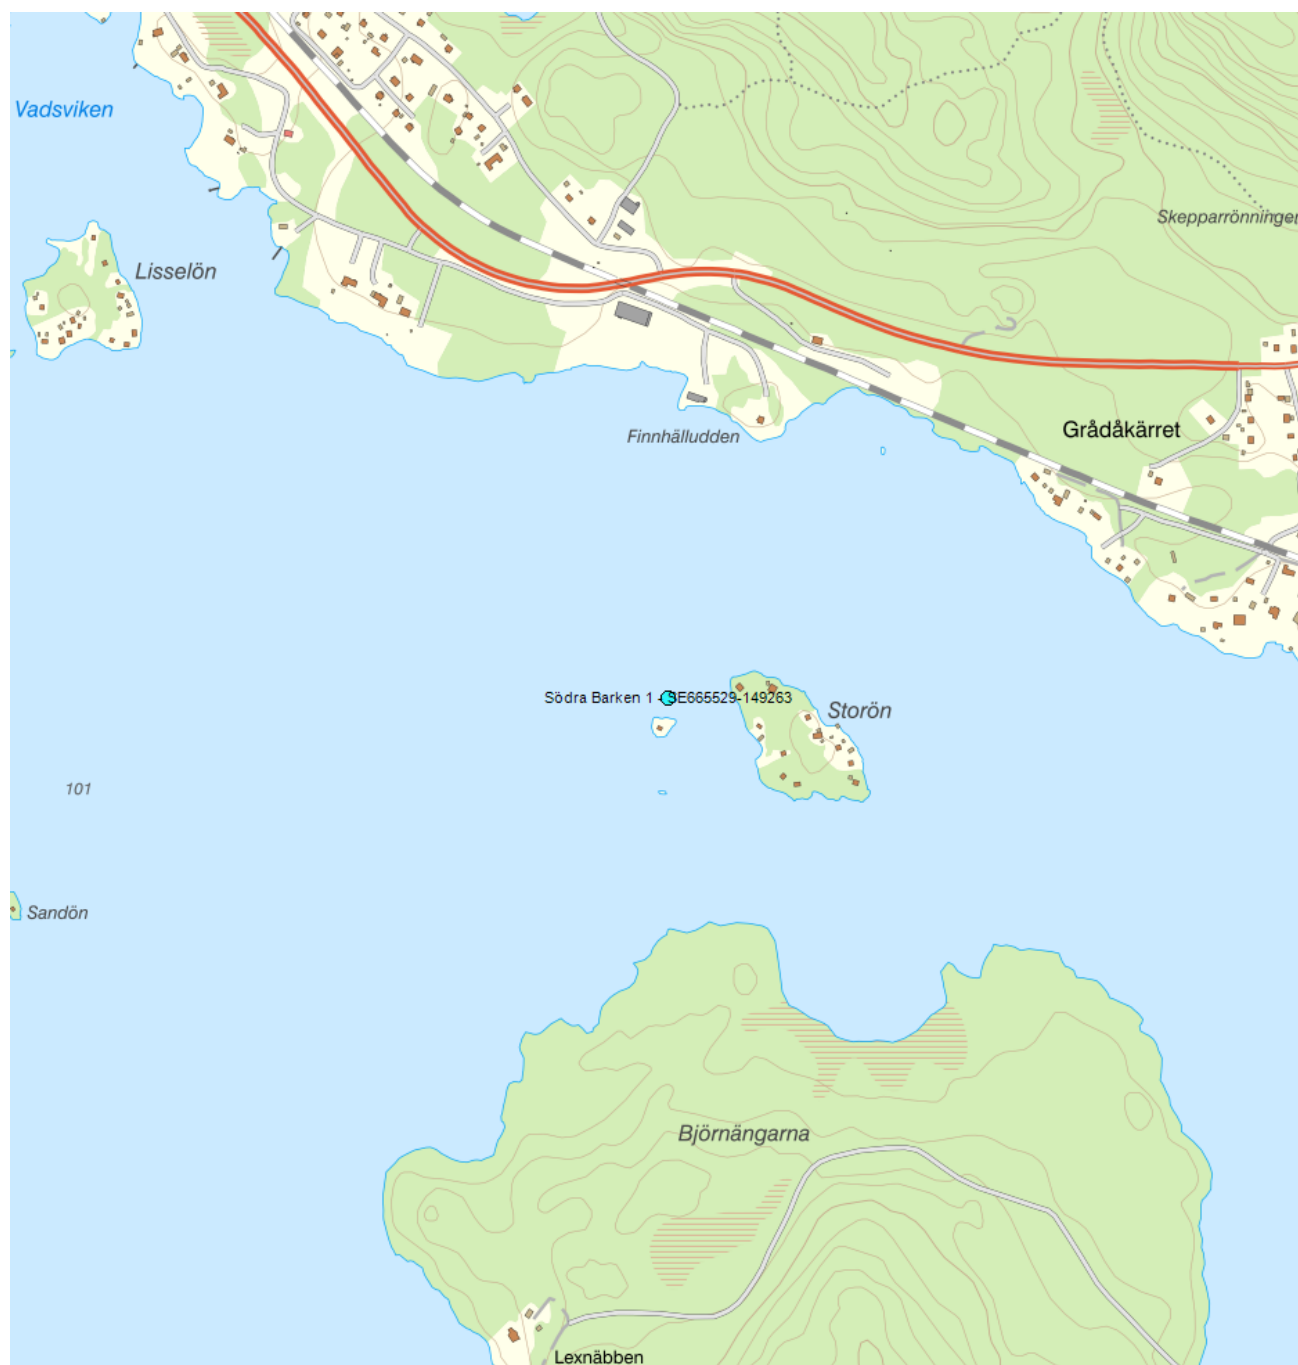 Vadsviken
Skepparrönningen
Lisselön
Grådåkärret
Finnhälludden
Södra Barken 1 - SE665529-149263
Storön
101
Sandön
Björnängarna
Lexnäbben